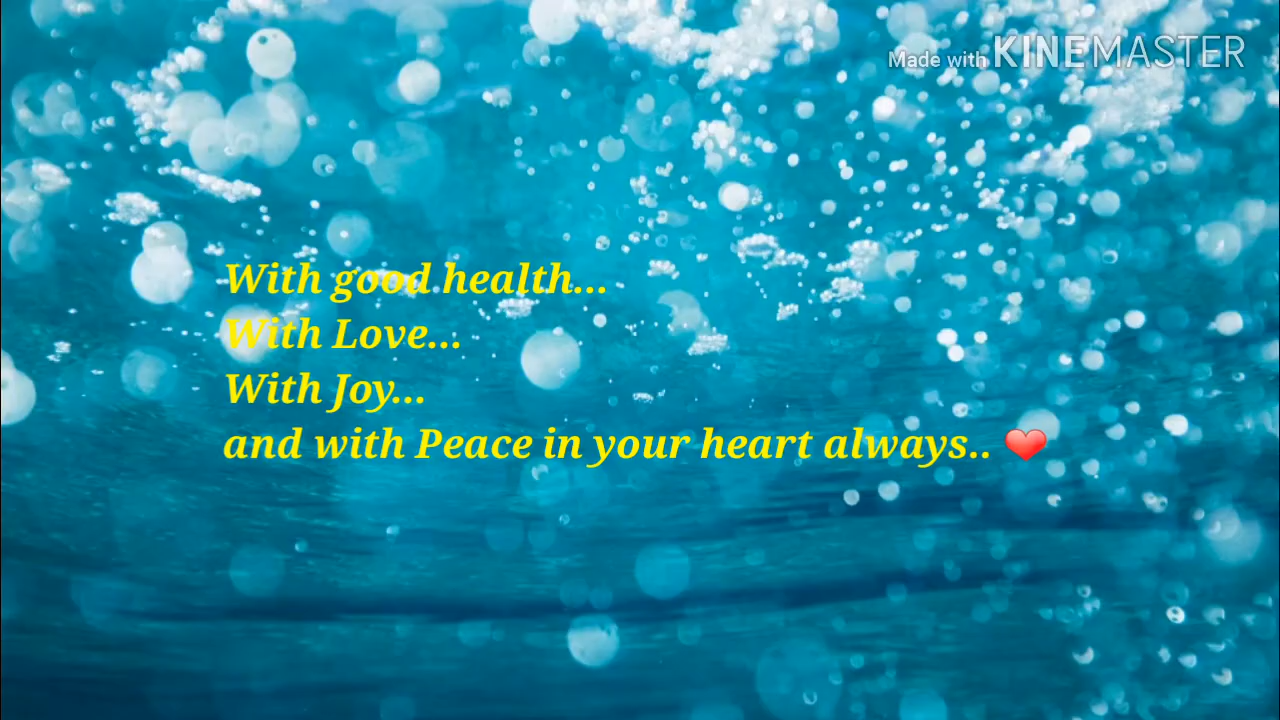 Made with KINEMASTER
With good health...
With Love...
With Joy...
and with Peace in your heart always.. ❤